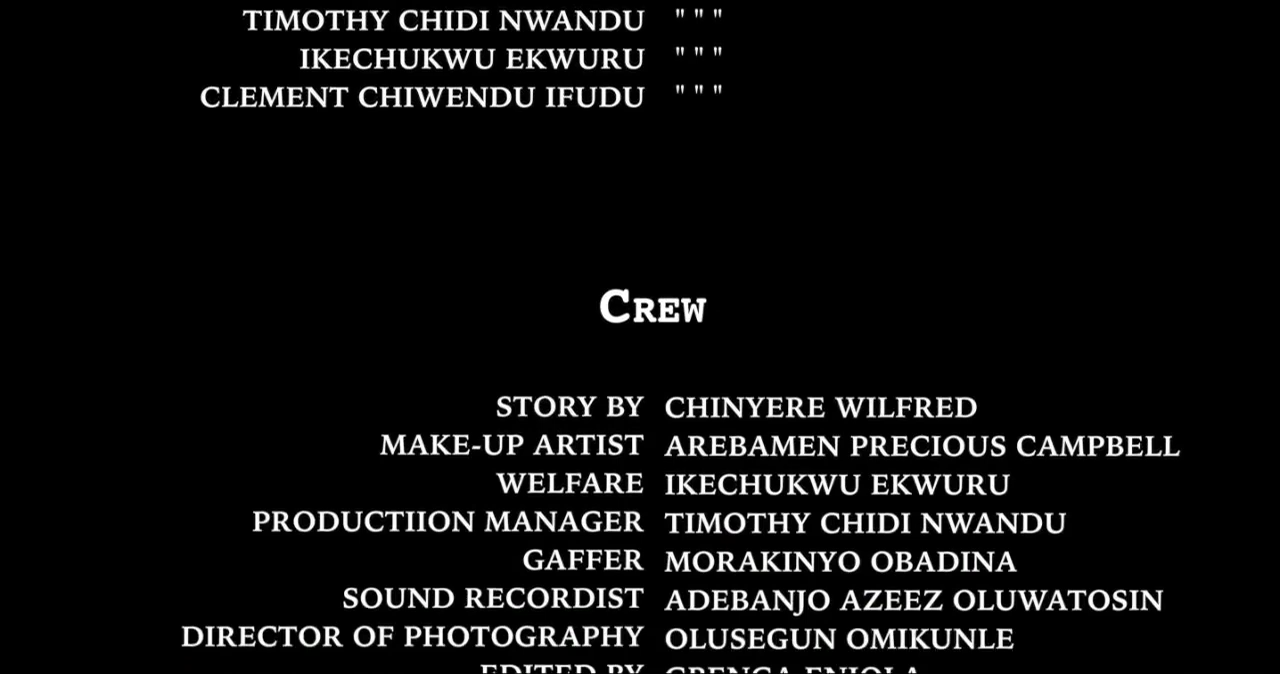 TIMOTHY CHIDI NWANDU " " "
IKECHUKWU EKWURU " " "
CLEMENT CHIWENDU IFUDU " " "
CREW
STORY BY CHINYERE WILFRED
MAKE-UP ARTIST AREBAMEN PRECIOUS CAMPBELL
WELFARE IKECHUKWU EKWURU
PRODUCTIION MANAGER TIMOTHY CHIDI NWANDU
GAFFER MORAKINYO OBADINA
SOUND RECORDIST ADEBANJO AZEEZ OLUWATOSIN
DIRECTOR OF PHOTOGRAPHY OLUSEGUN OMIKUNLE
EDITED BY